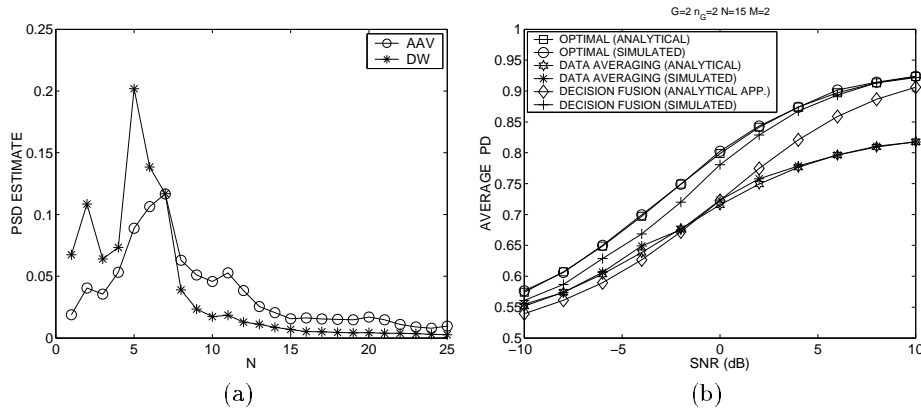 0.25
0.2
0.15
0.1
0.05
0
PSD ESTIMATE
AAV
DW
0 5 10 15 20 25
N
(a)
G=2 n_G=2 N=15 M=2
1
0.95
0.9
0.85
0.8
0.75
0.7
0.65
0.6
0.55
0.5
AVERAGE PD
OPTIMAL (ANALYTICAL)
OPTIMAL (SIMULATED)
DATA AVERAGING (ANALYTICAL)
DATA AVERAGING (SIMULATED)
DECISION FUSION (ANALYTICAL APP.)
DECISION FUSION (SIMULATED)
−10 −5 0 5 10
SNR (dB)
(b)